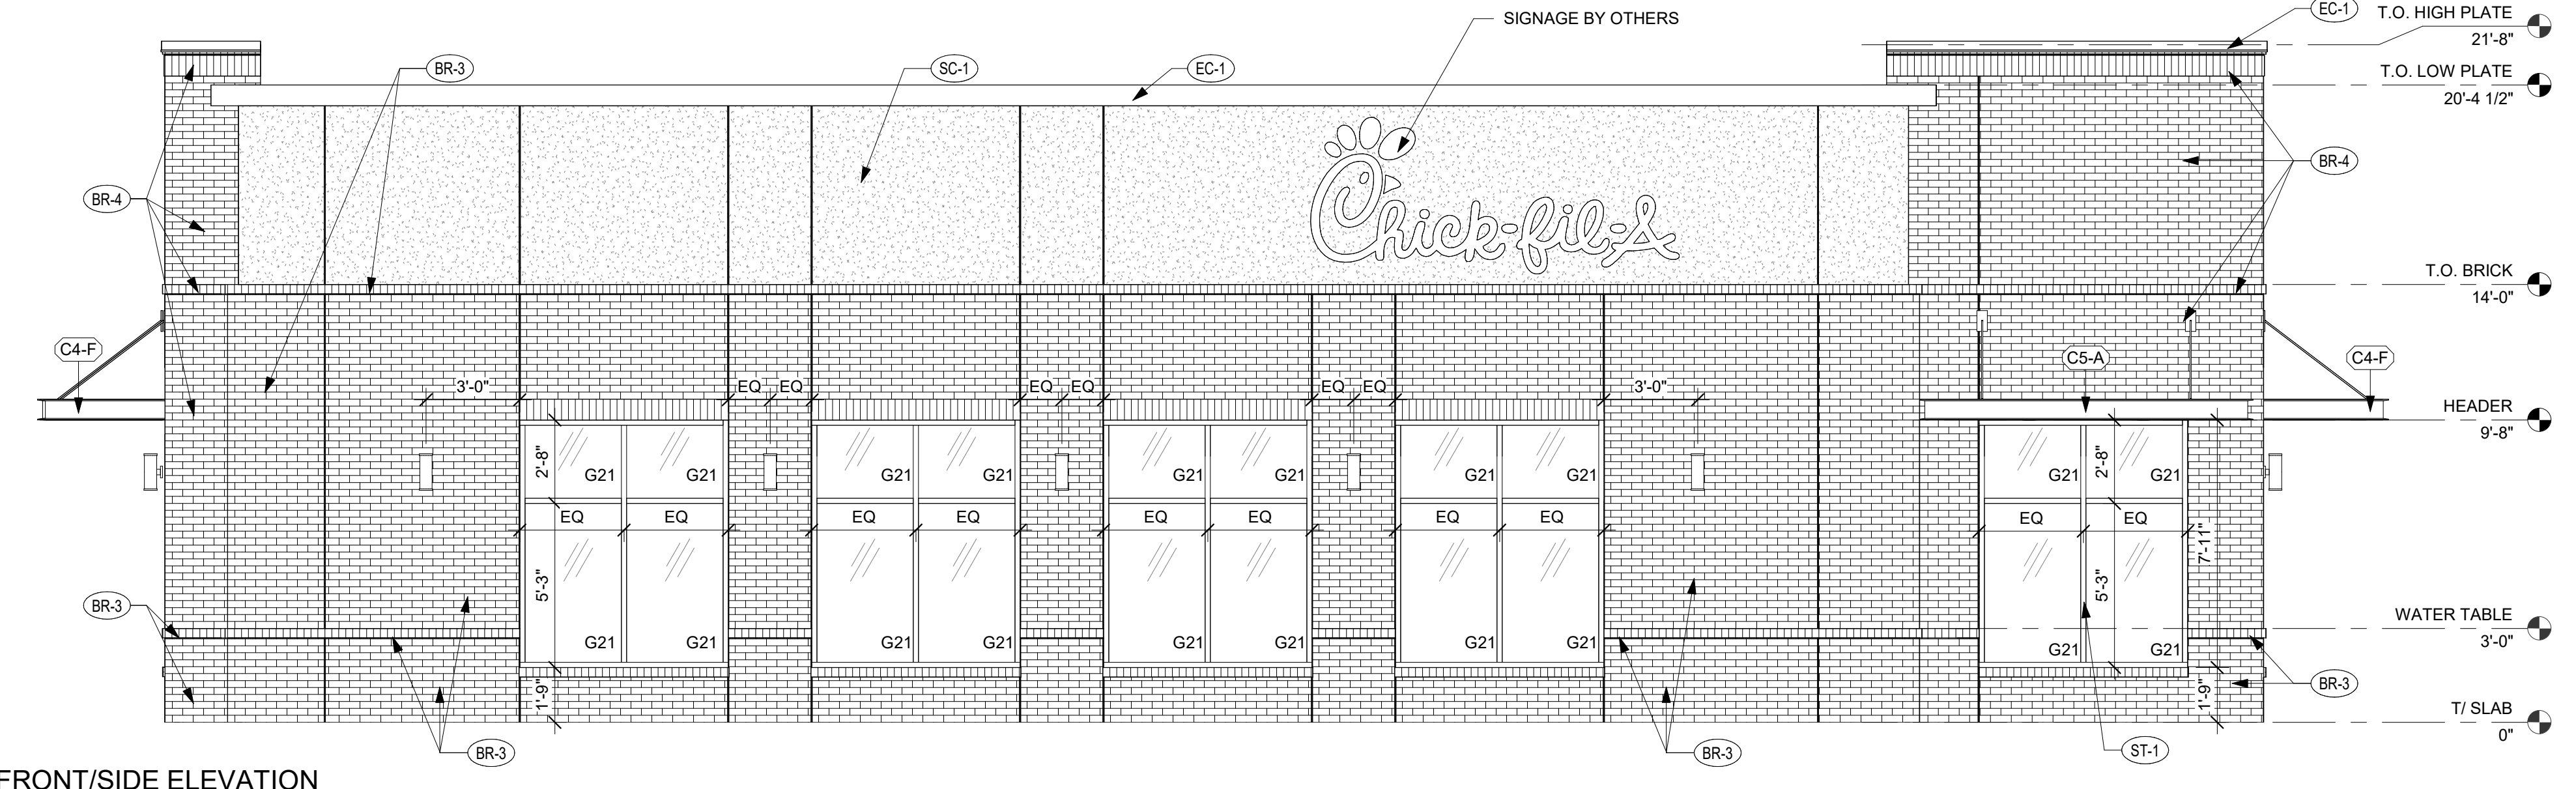 SIGNAGE BY OTHERS
EC-1
T.O. HIGH PLATE
21'-8"
BR-3
SC-1
EC-1
T.O. LOW PLATE
20'-4 1/2"
Chick-fil-A
BR-4
BR-4
T.O. BRICK
14'-0"
C4-F
C5-A
C4-F
3'-0"
EQ EQ
EQ EQ
EQ EQ
3'-0"
HEADER
9'-8"
2'-8"
G21 G21
G21 G21
G21 G21
G21 G21
G21 G21
2'-8"
EQ EQ
EQ EQ
EQ EQ
EQ EQ
EQ EQ
7'-11"
5'-3"
5'-3"
BR-3
WATER TABLE
3'-0"
G21 G21
G21 G21
G21 G21
G21 G21
G21 G21
1'-9"
1'-9"
BR-3
T/ SLAB
0"
BR-3
BR-3
ST-1
FRONT/SIDE ELEVATION